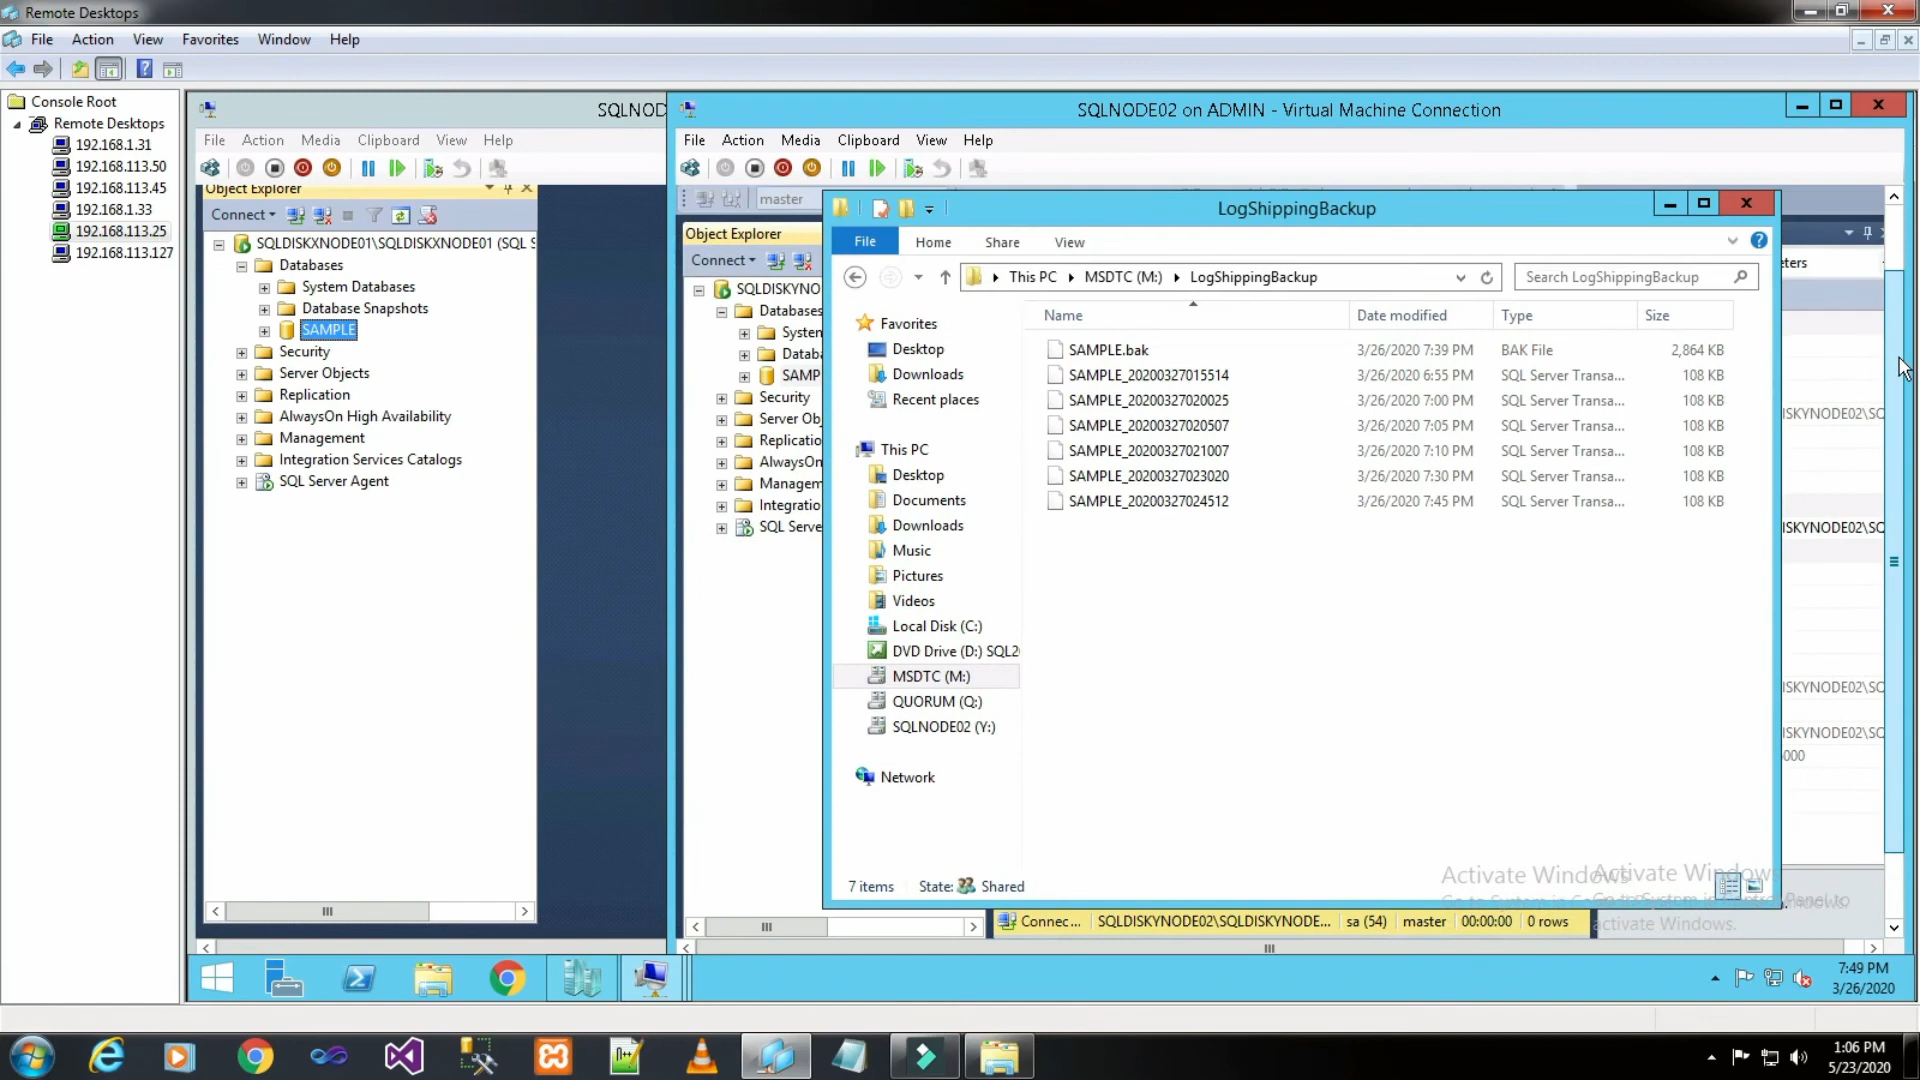 Remote Desktops
File Action View Favorites Window Help
Console Root
Remote Desktops
192.168.1.31
192.168.113.50
192.168.113.45
192.168.1.33
192.168.113.25
192.168.113.127
SQLNOD
File Action Media Clipboard View Help
Object Explorer
Connect
SQLDISKXNODE01\SQLDISKXNODE01 (SQL S
Databases
System Databases
Database Snapshots
SAMPLE
Security
Server Objects
Replication
AlwaysOn High Availability
Management
Integration Services Catalogs
SQL Server Agent
SQLNODE02 on ADMIN - Virtual Machine Connection
File Action Media Clipboard View Help
master
Object Explorer
Connect
SQLDISKYNO
Databases
System
Databa
SAMP
Security
Server Ob
Replicatio
AlwaysOn
Managem
Integratio
SQL Serve
LogShippingBackup
File Home Share View
This PC MSDTC (M:) LogShippingBackup
Search LogShippingBackup
Name Date modified Type Size
SAMPLE.bak 3/26/2020 7:39 PM BAK File 2,864 KB
SAMPLE_20200327015514 3/26/2020 6:55 PM SQL Server Transa... 108 KB
SAMPLE_20200327020025 3/26/2020 7:00 PM SQL Server Transa... 108 KB
SAMPLE_20200327020507 3/26/2020 7:05 PM SQL Server Transa... 108 KB
SAMPLE_20200327021007 3/26/2020 7:10 PM SQL Server Transa... 108 KB
SAMPLE_20200327023020 3/26/2020 7:30 PM SQL Server Transa... 108 KB
SAMPLE_20200327024512 3/26/2020 7:45 PM SQL Server Transa... 108 KB
Favorites
Desktop
Downloads
Recent places
This PC
Desktop
Documents
Downloads
Music
Pictures
Videos
Local Disk (C:)
DVD Drive (D:) SQL2
MSDTC (M:)
QUORUM (Q:)
SQLNODE02 (Y:)
Network
7 items State: Shared
eters
ISKYNODE02\SQ
ISKYNODE02\SQ
ISKYNODE02\SQ
ISKYNODE02\SQ
000
Activate Windows
activate Windows.
Connec... SQLDISKYNODE02\SQLDISKYNODE... sa (54) master 00:00:00 0 rows
7:49 PM
3/26/2020
1:06 PM
5/23/2020